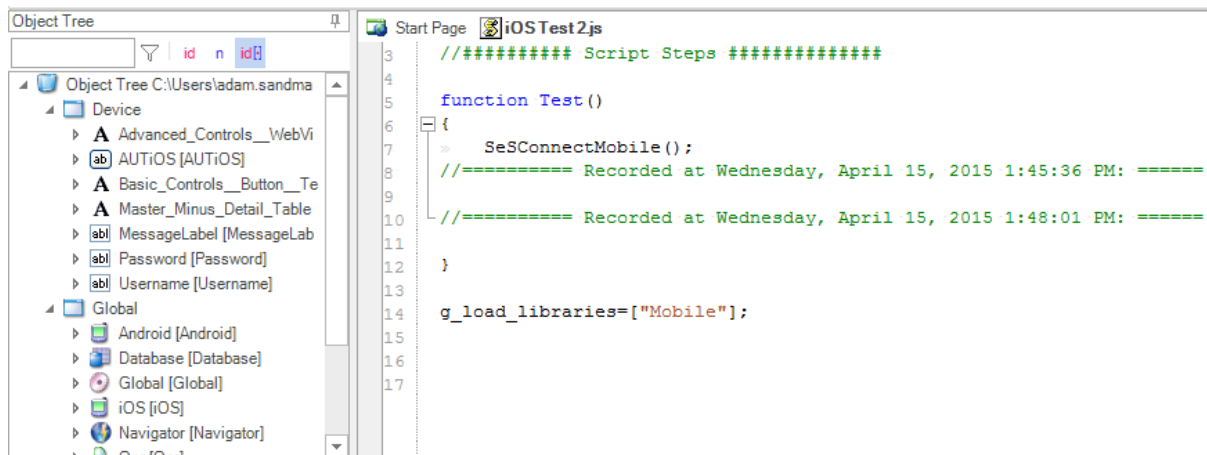 Object Tree
id n id[·]
Object Tree C:\Users\adam.sandma
Device
Advanced_Controls__WebVi
AUTiOS [AUTiOS]
Basic_Controls__Button__Te
Master_Minus_Detail_Table
MessageLabel [MessageLab
Password [Password]
Username [Username]
Global
Android [Android]
Database [Database]
Global [Global]
iOS [iOS]
Navigator [Navigator]
Start Page iOSTest2.js
3 //########## Script Steps ##############
4
5 function Test()
6 {
7 SeSConnectMobile();
8 //========== Recorded at Wednesday, April 15, 2015 1:45:36 PM: ======
9
10 //========== Recorded at Wednesday, April 15, 2015 1:48:01 PM: ======
11
12 }
13
14 g_load_libraries=["Mobile"];
15
16
17